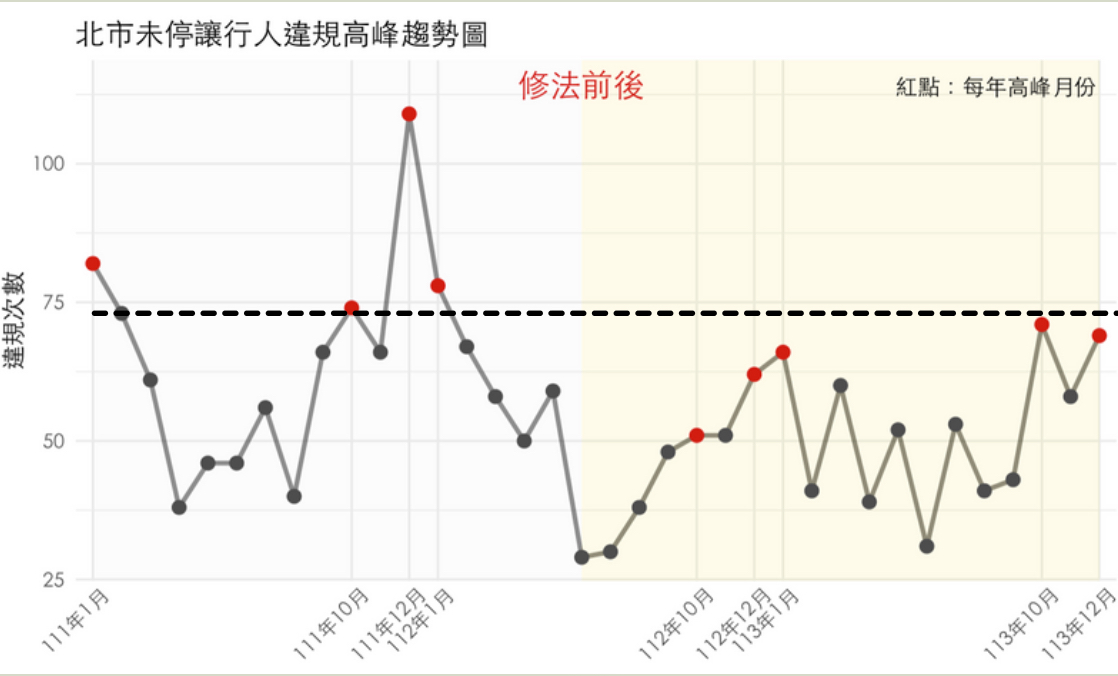 北市未停讓行人違規高峰趨勢圖
修法前後
紅點：每年高峰月份
違規次數
100
75
50
25
111年1月
111年10月
111年12月
112年1月
112年10月
112年12月
113年1月
113年10月
113年12月